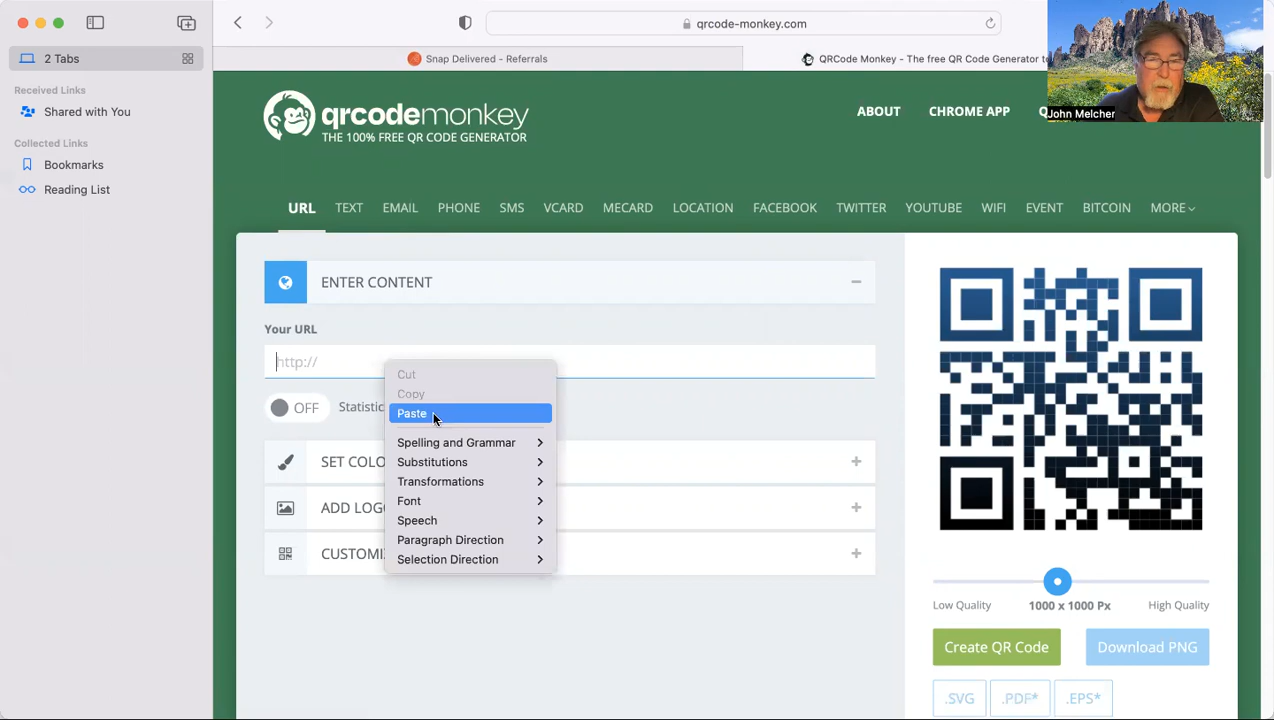 2 Tabs
Received Links
Shared with You
Collected Links
Bookmarks
Reading List
qrcode-monkey.com
Snap Delivered - Referrals
QRCode Monkey - The free QR Code Generator to
John Melcher
qrcodemonkey
THE 100% FREE QR CODE GENERATOR
ABOUT
CHROME APP
Q
URL
TEXT
EMAIL
PHONE
SMS
VCARD
MECARD
LOCATION
FACEBOOK
TWITTER
YOUTUBE
WIFI
EVENT
BITCOIN
MORE
ENTER CONTENT
Your URL
http://
OFF
Statistic
SET COLO
ADD LOG
CUSTOMI
Cut
Copy
Paste
Spelling and Grammar
Substitutions
Transformations
Font
Speech
Paragraph Direction
Selection Direction
Low Quality
1000 x 1000 Px
High Quality
Create QR Code
Download PNG
.SVG
.PDF*
.EPS*